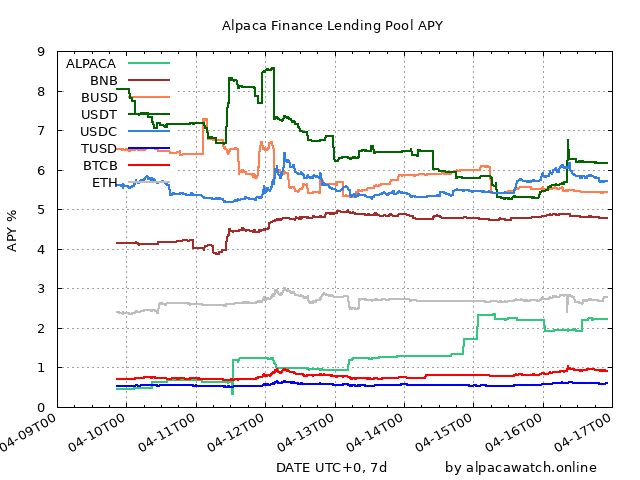 Alpaca Finance Lending Pool APY
APY %
9
8
7
6
5
4
3
2
1
0
ALPACA
BNB
BUSD
USDT
USDC
TUSD
BTCB
ETH
04-09T00
04-10T00
04-11T00
04-12T00
04-13T00
04-14T00
04-15T00
04-16T00
04-17T00
DATE UTC+0, 7d
by alpacawatch.online